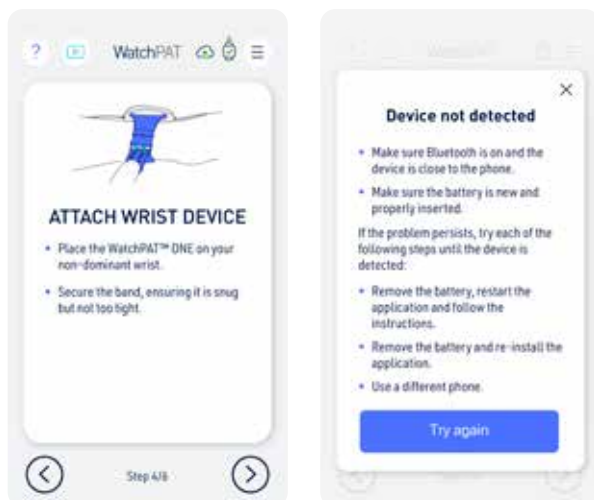 ?
WatchPAT
ATTACH WRIST DEVICE
• Place the WatchPAT™ ONE on your
non-dominant wrist.
• Secure the band, ensuring it is snug
but not too tight.
Step 4/6
Device not detected
• Make sure Bluetooth is on and the
device is close to the phone.
• Make sure the battery is new and
properly inserted.
If the problem persists, try each of the
following steps until the device is
detected:
• Remove the battery, restart the
application and follow the
instructions.
• Remove the battery and re-install the
application.
• Use a different phone.
Try again